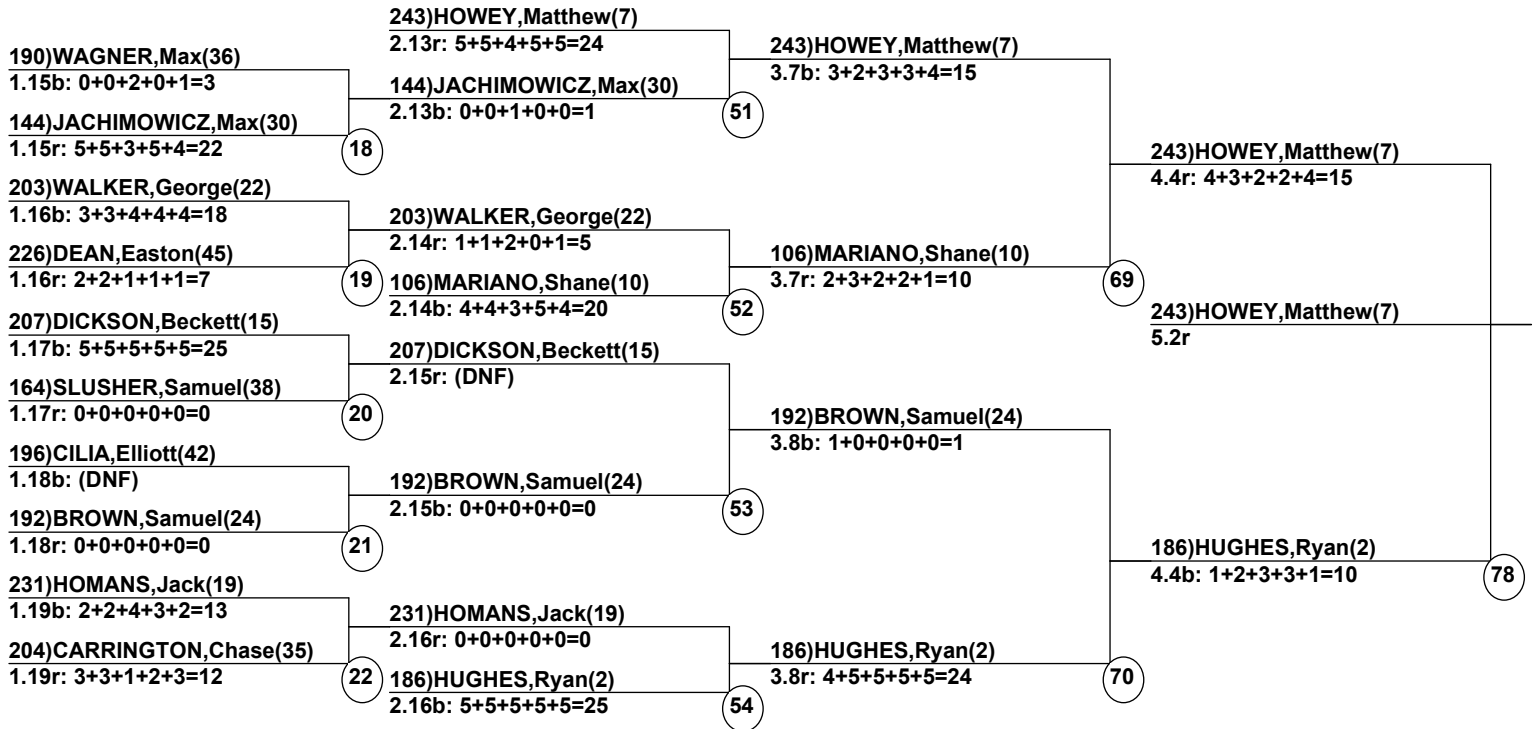 190)WAGNER,Max(36)
1.15b: 0+0+2+0+1=3
144)JACHIMOWICZ,Max(30)
1.15r: 5+5+3+5+4=22
18
203)WALKER,George(22)
1.16b: 3+3+4+4+4=18
226)DEAN,Easton(45)
1.16r: 2+2+1+1+1=7
19
207)DICKSON,Beckett(15)
1.17b: 5+5+5+5+5=25
164)SLUSHER,Samuel(38)
1.17r: 0+0+0+0+0=0
20
196)CILIA,Elliott(42)
1.18b: (DNF)
192)BROWN,Samuel(24)
1.18r: 0+0+0+0+0=0
21
231)HOMANS,Jack(19)
1.19b: 2+2+4+3+2=13
204)CARRINGTON,Chase(35)
1.19r: 3+3+1+2+3=12
22
243)HOWEY,Matthew(7)
2.13r: 5+5+4+5+5=24
144)JACHIMOWICZ,Max(30)
2.13b: 0+0+1+0+0=1
51
203)WALKER,George(22)
2.14r: 1+1+2+0+1=5
106)MARIANO,Shane(10)
2.14b: 4+4+3+5+4=20
52
207)DICKSON,Beckett(15)
2.15r: (DNF)
192)BROWN,Samuel(24)
2.15b: 0+0+0+0+0=0
53
231)HOMANS,Jack(19)
2.16r: 0+0+0+0+0=0
186)HUGHES,Ryan(2)
2.16b: 5+5+5+5+5=25
54
243)HOWEY,Matthew(7)
3.7b: 3+2+3+3+4=15
106)MARIANO,Shane(10)
3.7r: 2+3+2+2+1=10
69
192)BROWN,Samuel(24)
3.8b: 1+0+0+0+0=1
186)HUGHES,Ryan(2)
3.8r: 4+5+5+5+5=24
70
243)HOWEY,Matthew(7)
4.4r: 4+3+2+2+4=15
243)HOWEY,Matthew(7)
5.2r
186)HUGHES,Ryan(2)
4.4b: 1+2+3+3+1=10
78